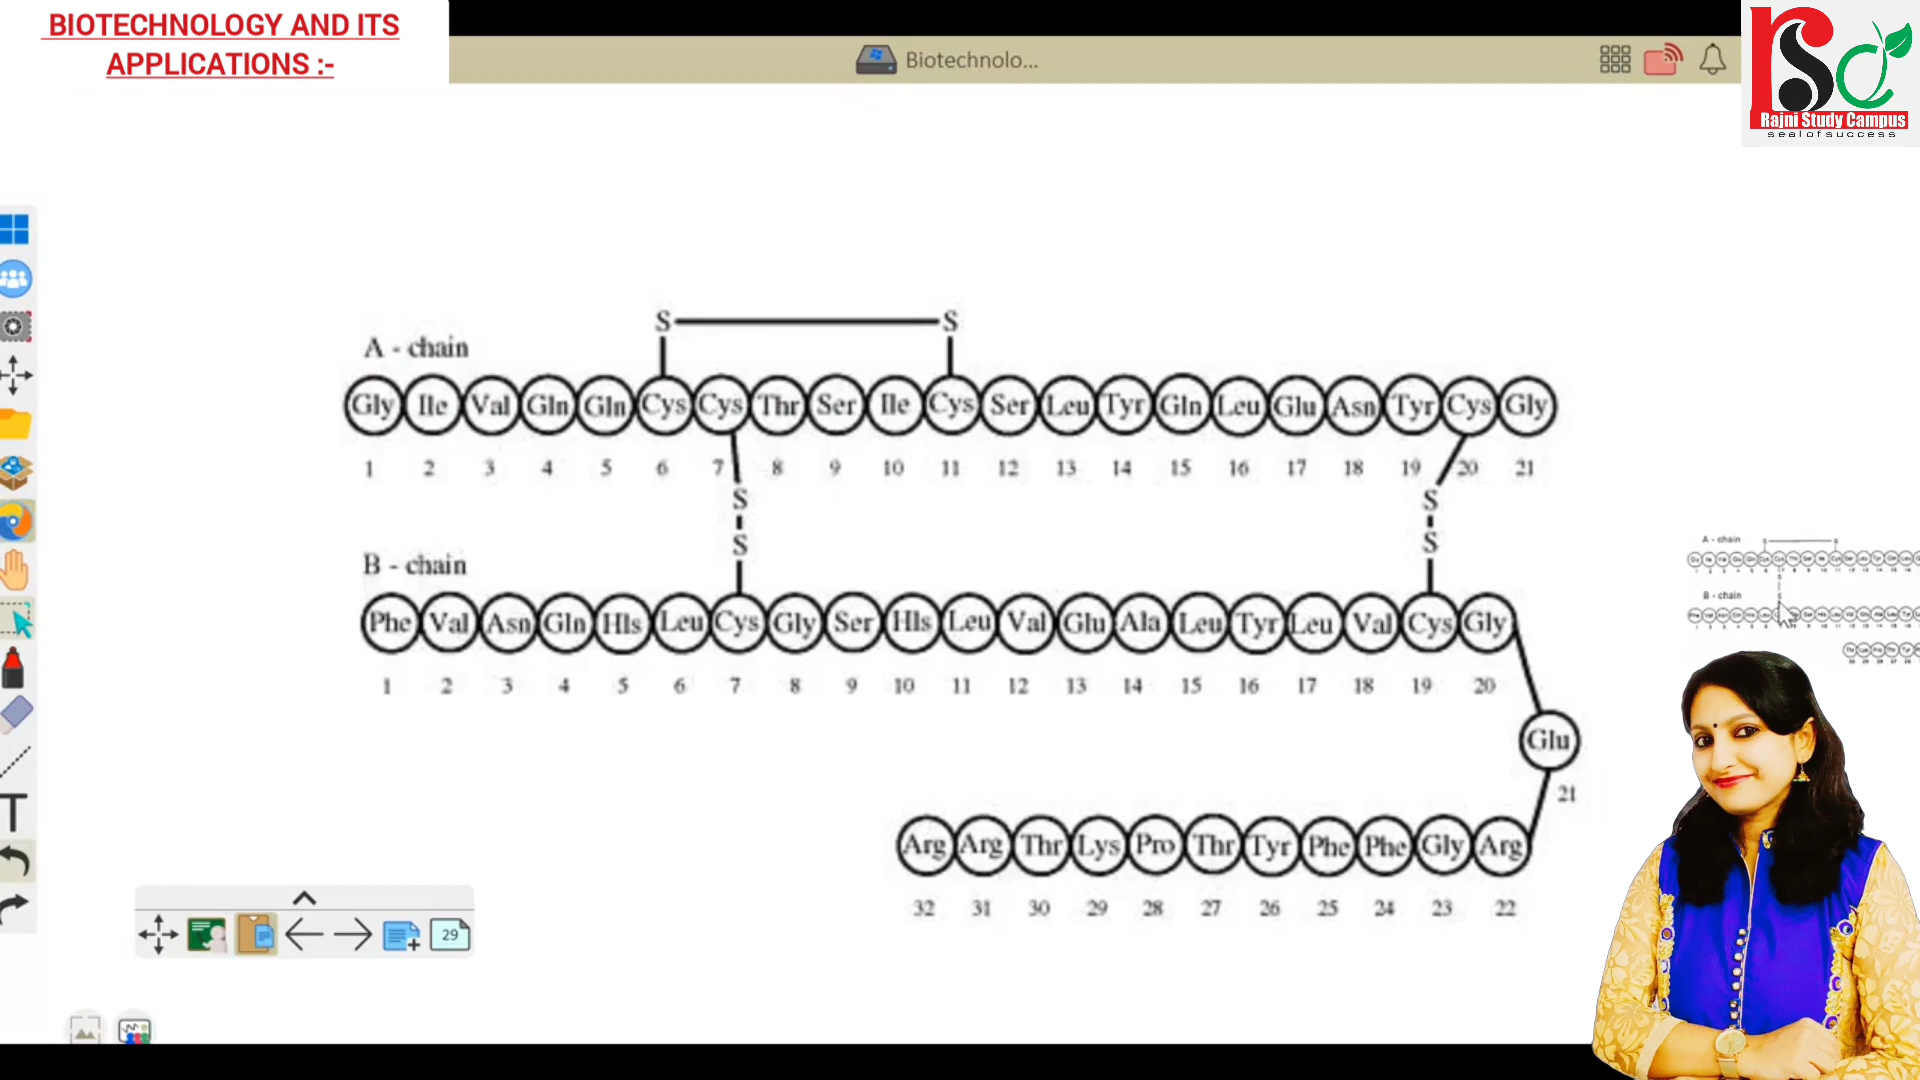 BIOTECHNOLOGY AND ITS
APPLICATIONS :-
Biotechnolo...
rsc
Rajni Study Campus
seal of success
S S
A - chain
Gly Ile Val Gln Gln Cys Cys Thr Ser Ile Cys Ser Leu Tyr Gln Leu Glu Asn Tyr Cys Gly
1 2 3 4 5 6 7 8 9 10 11 12 13 14 15 16 17 18 19 20 21
S S
S S
B - chain
Phe Val Asn Gln HIs Leu Cys Gly Ser HIs Leu Val Glu Ala Leu Tyr Leu Val Cys Gly
1 2 3 4 5 6 7 8 9 10 11 12 13 14 15 16 17 18 19 20
Glu
21
Arg Arg Thr Lys Pro Thr Tyr Phe Phe Gly Arg
32 31 30 29 28 27 26 25 24 23 22
A - chain
B - chain
T
29